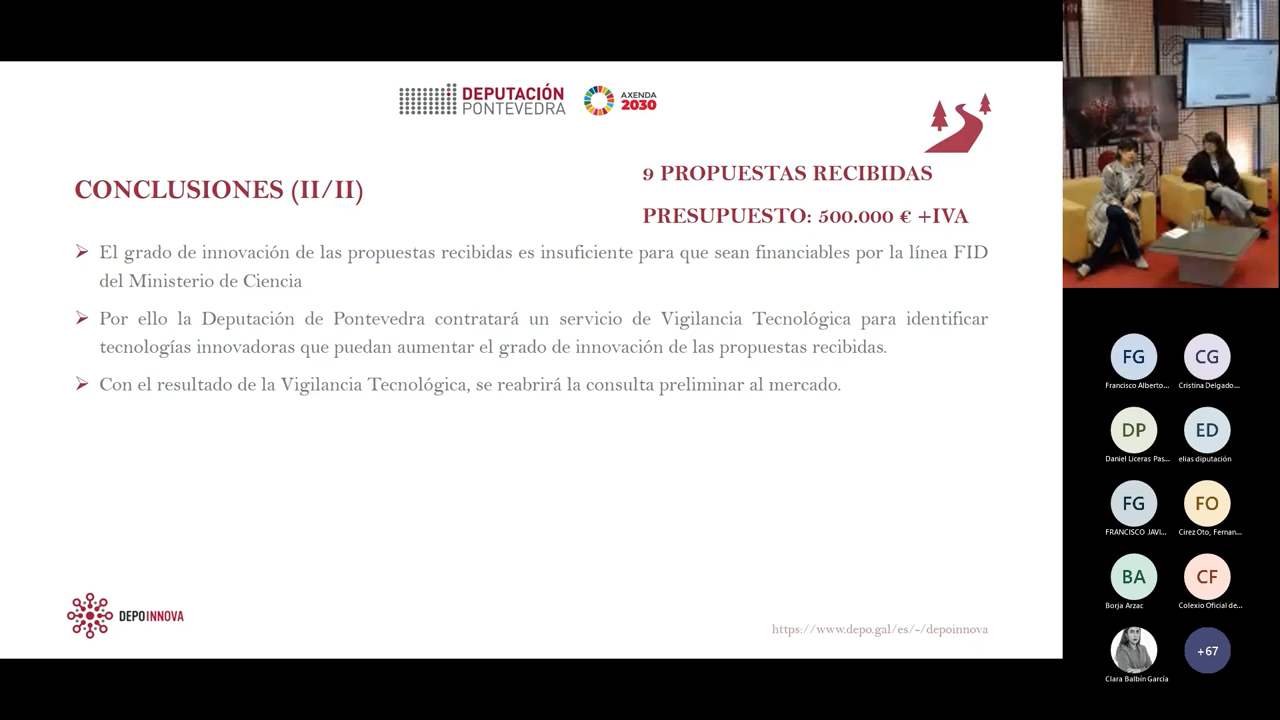 DEPUTACIÓN
PONTEVEDRA
AXENDA
2030
CONCLUSIONES (II/II)
9 PROPUESTAS RECIBIDAS
PRESUPUESTO: 500.000 € +IVA
El grado de innovación de las propuestas recibidas es insuficiente para que sean financiables por la línea FID
del Ministerio de Ciencia
Por ello la Deputación de Pontevedra contratará un servicio de Vigilancia Tecnológica para identificar
tecnologías innovadoras que puedan aumentar el grado de innovación de las propuestas recibidas.
Con el resultado de la Vigilancia Tecnológica, se reabrirá la consulta preliminar al mercado.
DEPOINNOVA
https://www.depo.gal/es/-/depoinnova
FG
CG
Francisco Alberto...
Cristina Delgado...
DP
ED
Daniel Liceras Pas...
elias diputación
FG
FO
FRANCISCO JAVI...
Cirez Oto, Fernan...
BA
CF
Borja Arzac
Colexio Oficial de...
+67
Clara Balbín García